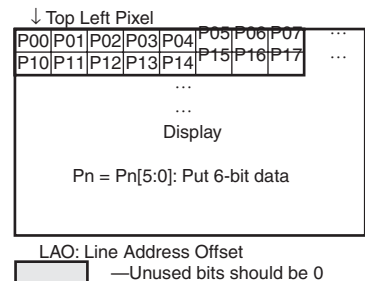 ↓ Top Left Pixel
P00 P01 P02 P03 P04 P05 P06 P07 ...
P10 P11 P12 P13 P14 P15 P16 P17 ...
...
...
Display
Pn = Pn[5:0]: Put 6-bit data
LAO: Line Address Offset
—Unused bits should be 0